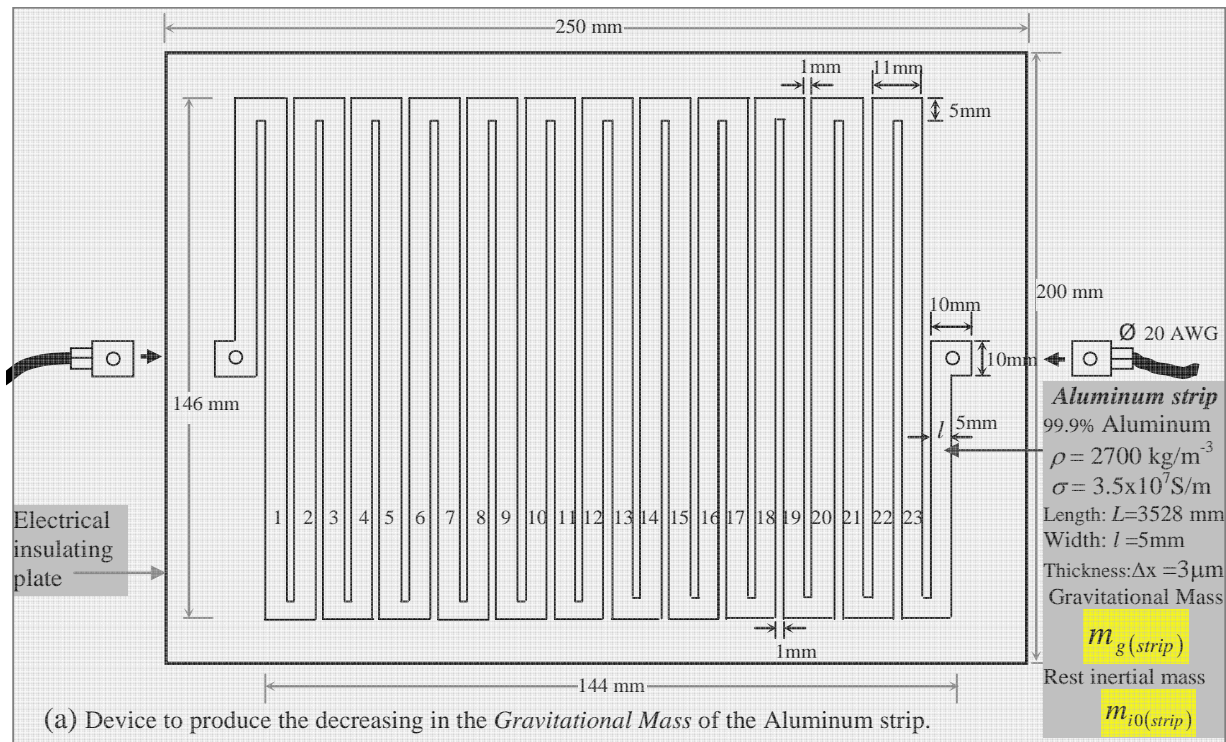 250 mm
1mm
11mm
5mm
200 mm
10mm
Ø 20 AWG
10mm
146 mm
Aluminum strip
99.9% Aluminum
ρ = 2700 kg/m⁻³
σ = 3.5x10⁷S/m
Length: L=3528 mm
Width: l =5mm
Thickness:Δx =3μm
Gravitational Mass
m g(strip)
Rest inertial mass
m i0(strip)
l
5mm
1 2 3 4 5 6 7 8 9 10 11 12 13 14 15 16 17 18 19 20 21 22 23
Electrical
insulating
plate
1mm
144 mm
(a) Device to produce the decreasing in the Gravitational Mass of the Aluminum strip.